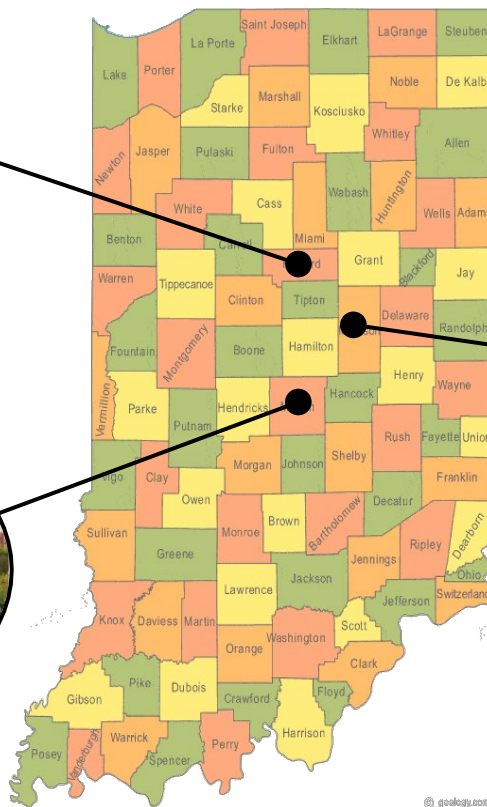 Saint Joseph
LaGrange
Steuben
Elkhart
La Porte
Lake
Porter
Noble
De Kalb
Marshall
Starke
Kosciusko
Whitley
Allen
Newton
Jasper
Pulaski
Fulton
Wabash
Huntington
Cass
White
Wells
Adam
Miami
Benton
Grant
Blackford
Jay
Warren
Tippecanoe
Clinton
Tipton
Delaware
Randolph
Fountain
Montgomery
Boone
Hamilton
Henry
Wayne
Vermillion
Parke
Hendricks
Hancock
Putnam
Rush
Fayette
Union
Shelby
Morgan
Johnson
Vigo
Clay
Franklin
Owen
Decatur
Brown
Bartholomew
Dearborn
Sullivan
Monroe
Ripley
Greene
Jennings
Jackson
Ohio
Lawrence
Switzerland
Jefferson
Knox
Daviess
Martin
Scott
Washington
Orange
Clark
Pike
Dubois
Gibson
Crawford
Floyd
Harrison
Warrick
Perry
Posey
Vanderburgh
Spencer
© geology.com